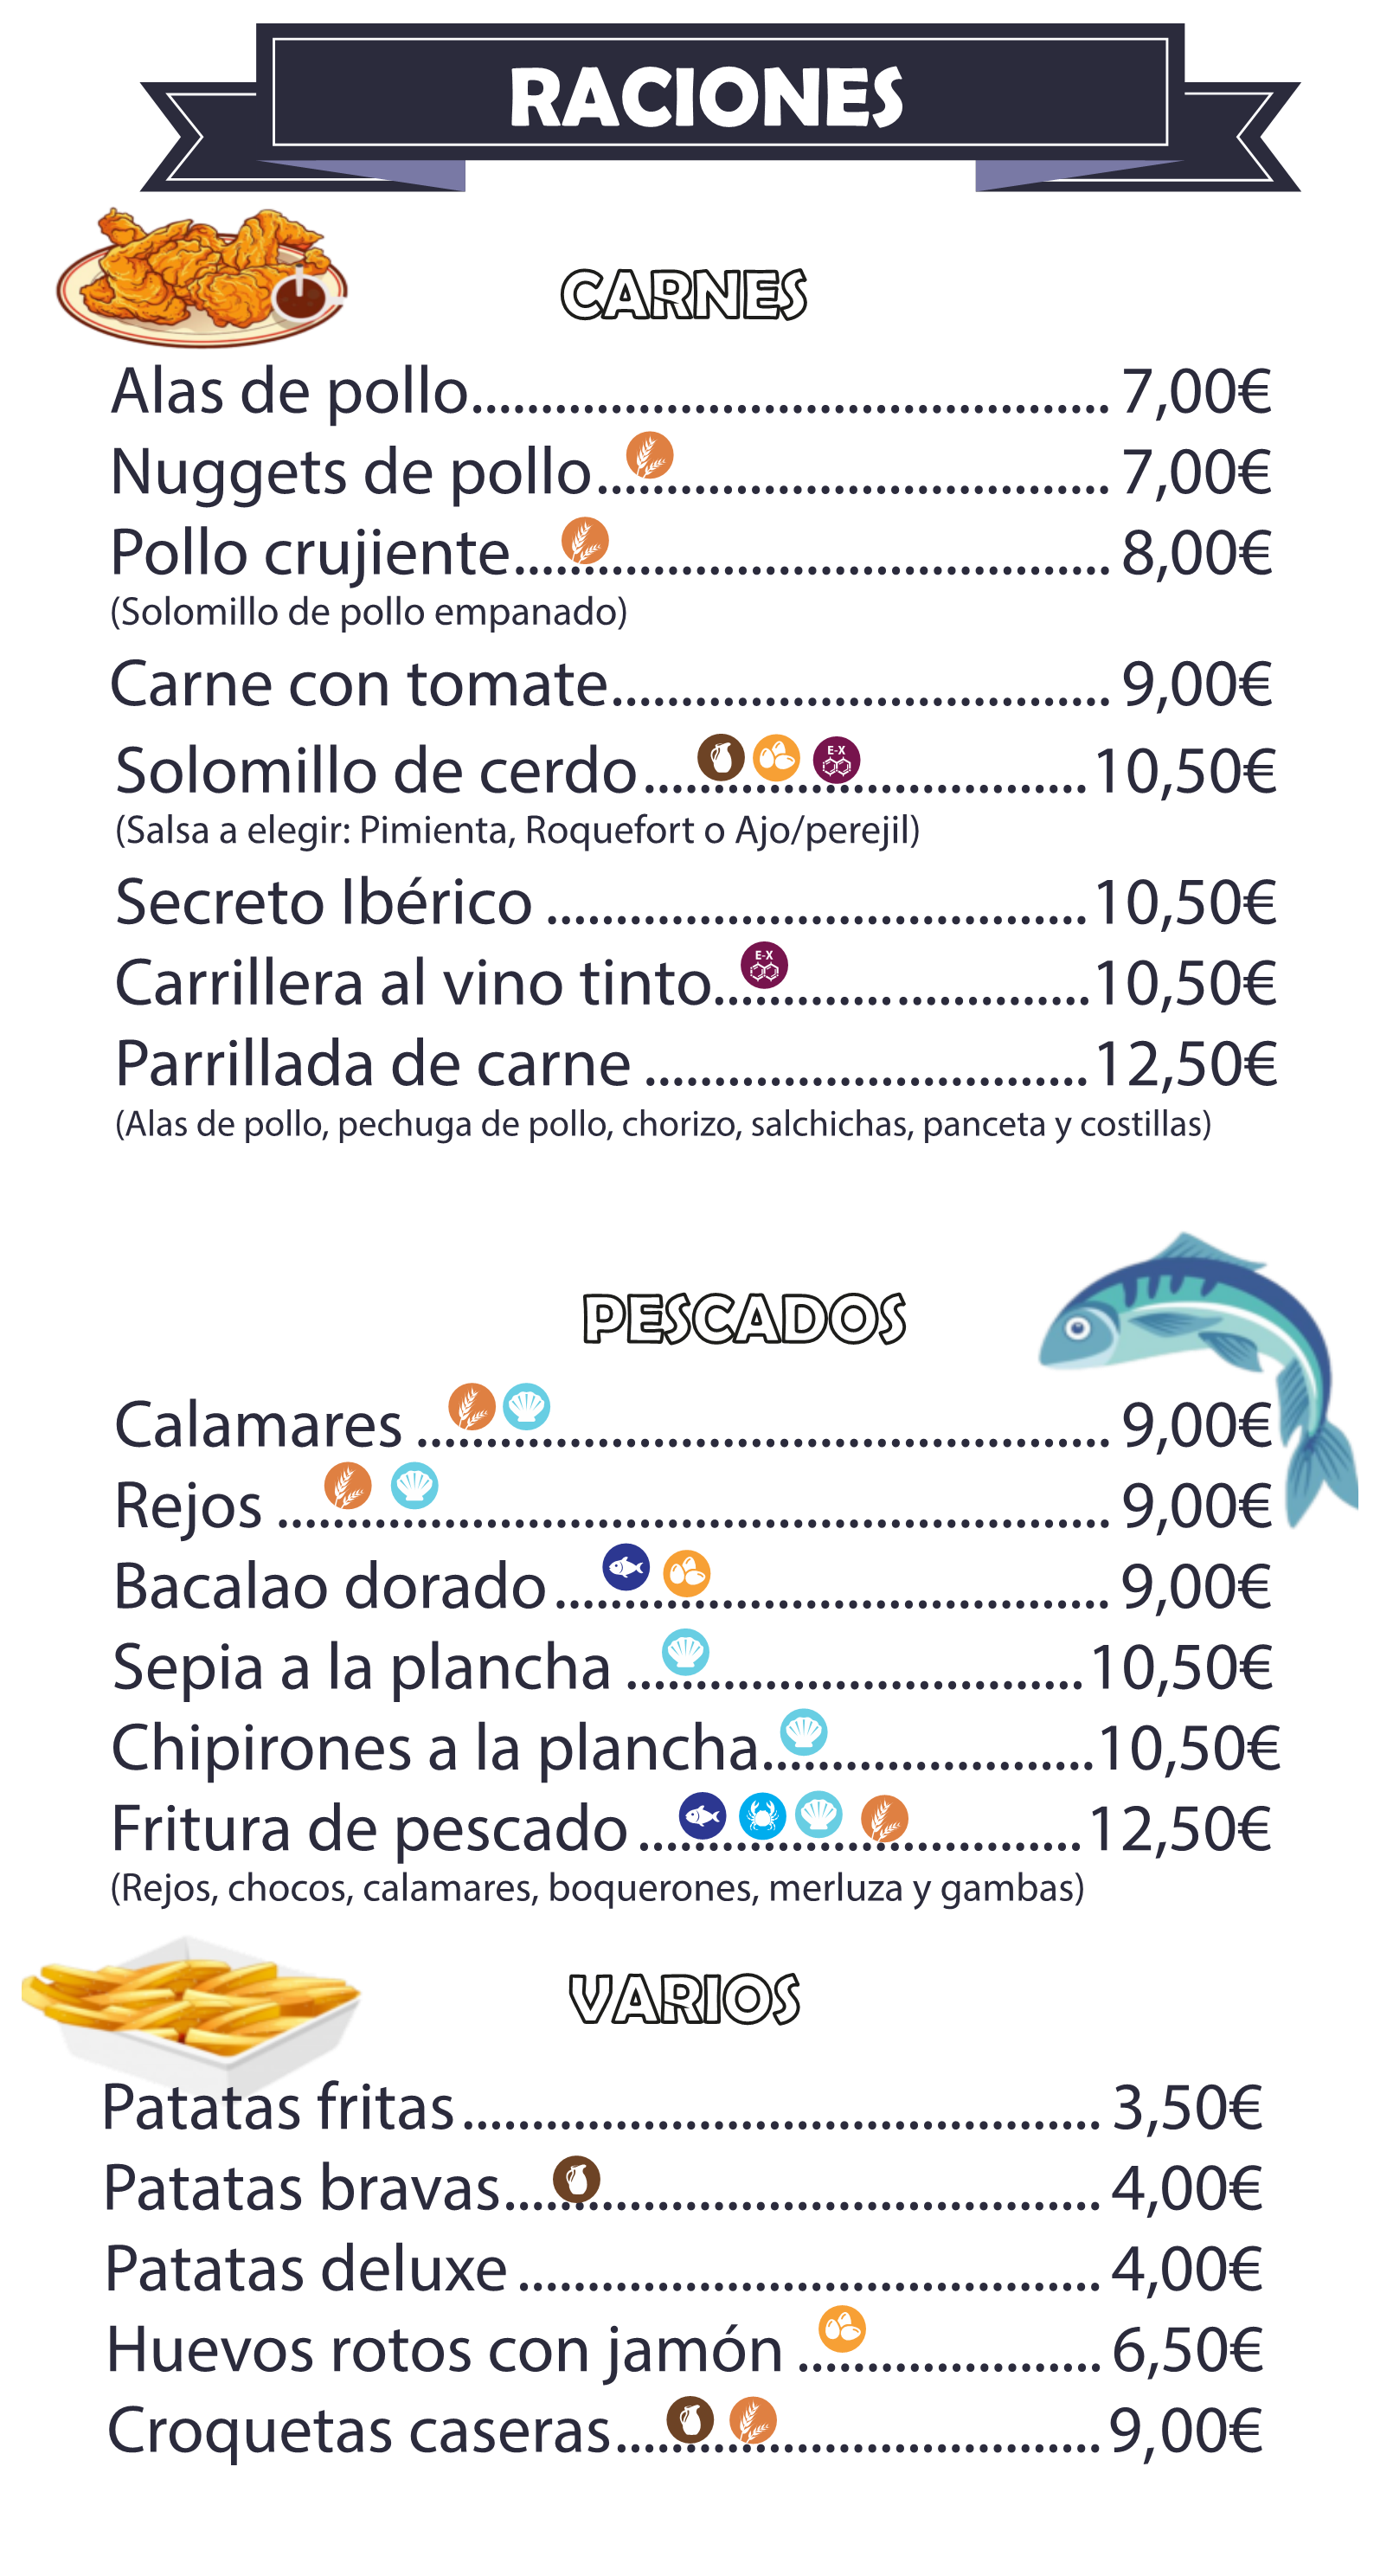 RACIONES
CARNES
Alas de pollo.............................................. 7,00€
Nuggets de pollo..................................... 7,00€
Pollo crujiente........................................... 8,00€
(Solomillo de pollo empanado)
Carne con tomate.................................... 9,00€
Solomillo de cerdo................................10,50€
E-X
(Salsa a elegir: Pimienta, Roquefort o Ajo/perejil)
Secreto Ibérico .......................................10,50€
Carrillera al vino tinto...........................10,50€
E-X
Parrillada de carne ................................12,50€
(Alas de pollo, pechuga de pollo, chorizo, salchichas, panceta y costillas)
PESCADOS
Calamares .................................................. 9,00€
Rejos ............................................................ 9,00€
Bacalao dorado........................................ 9,00€
Sepia a la plancha .................................10,50€
Chipirones a la plancha........................10,50€
Fritura de pescado ................................12,50€
(Rejos, chocos, calamares, boquerones, merluza y gambas)
VARIOS
Patatas fritas.............................................. 3,50€
Patatas bravas........................................... 4,00€
Patatas deluxe .......................................... 4,00€
Huevos rotos con jamón ...................... 6,50€
Croquetas caseras................................... 9,00€